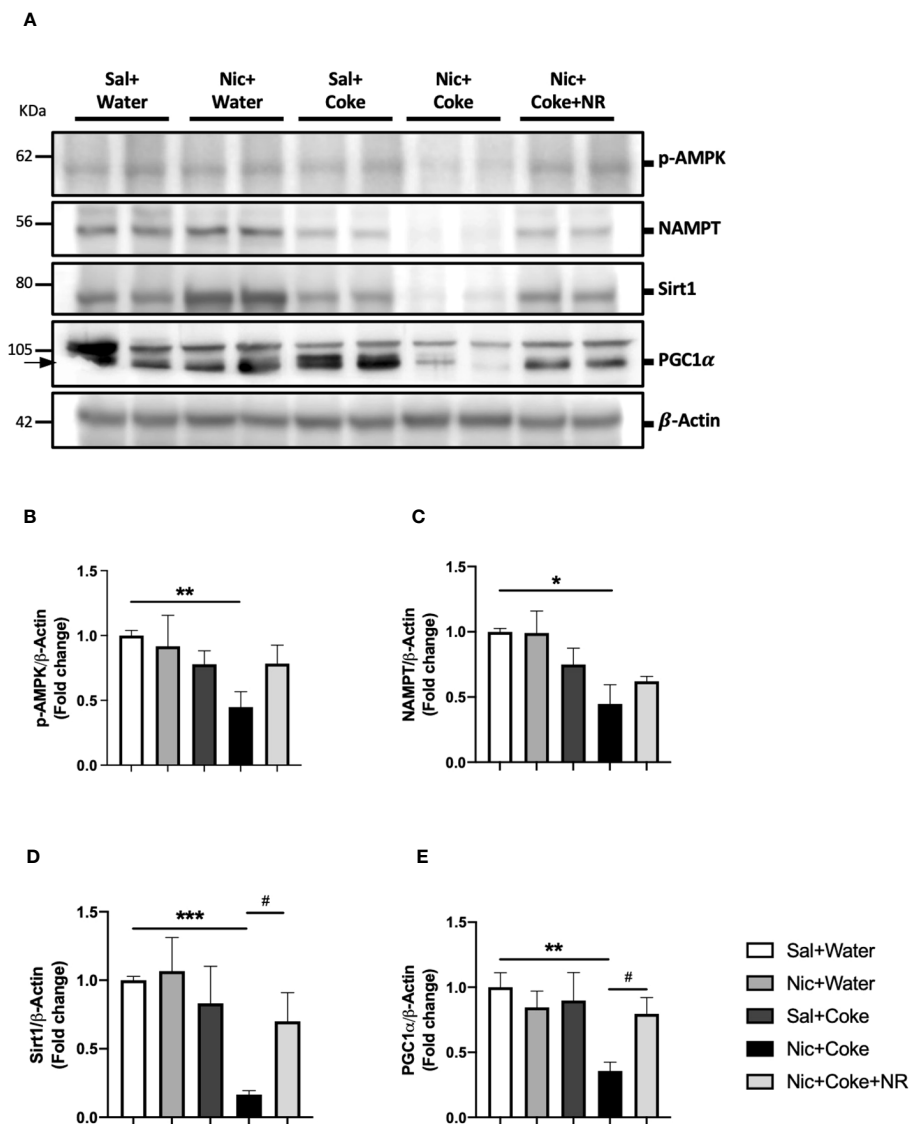 A
Sal+ Nic+ Sal+ Nic+ Nic+
Water Water Coke Coke Coke+NR
KDa
62 p-AMPK
56 NAMPT
80 Sirt1
105 PGC1α
42 β-Actin
B
p-AMPK/β-Actin
(Fold change)
1.5
1.0
0.5
0.0
**
C
NAMPT/β-Actin
(Fold change)
1.5
1.0
0.5
0.0
*
D
Sirt1/β-Actin
(Fold change)
1.5
1.0
0.5
0.0
***
#
E
PGC1α/β-Actin
(Fold change)
1.5
1.0
0.5
0.0
**
#
Sal+Water
Nic+Water
Sal+Coke
Nic+Coke
Nic+Coke+NR